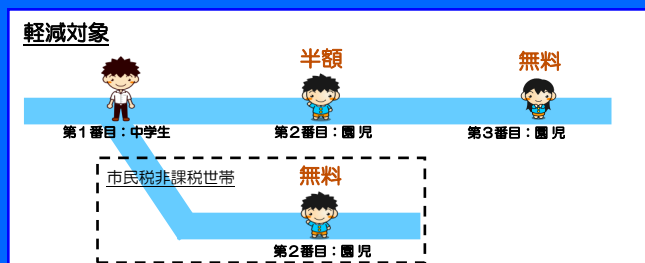 軽減対象
半額
無料
第1番目：中学生
第2番目：園児
第3番目：園児
市民税非課税世帯
無料
第2番目：園児